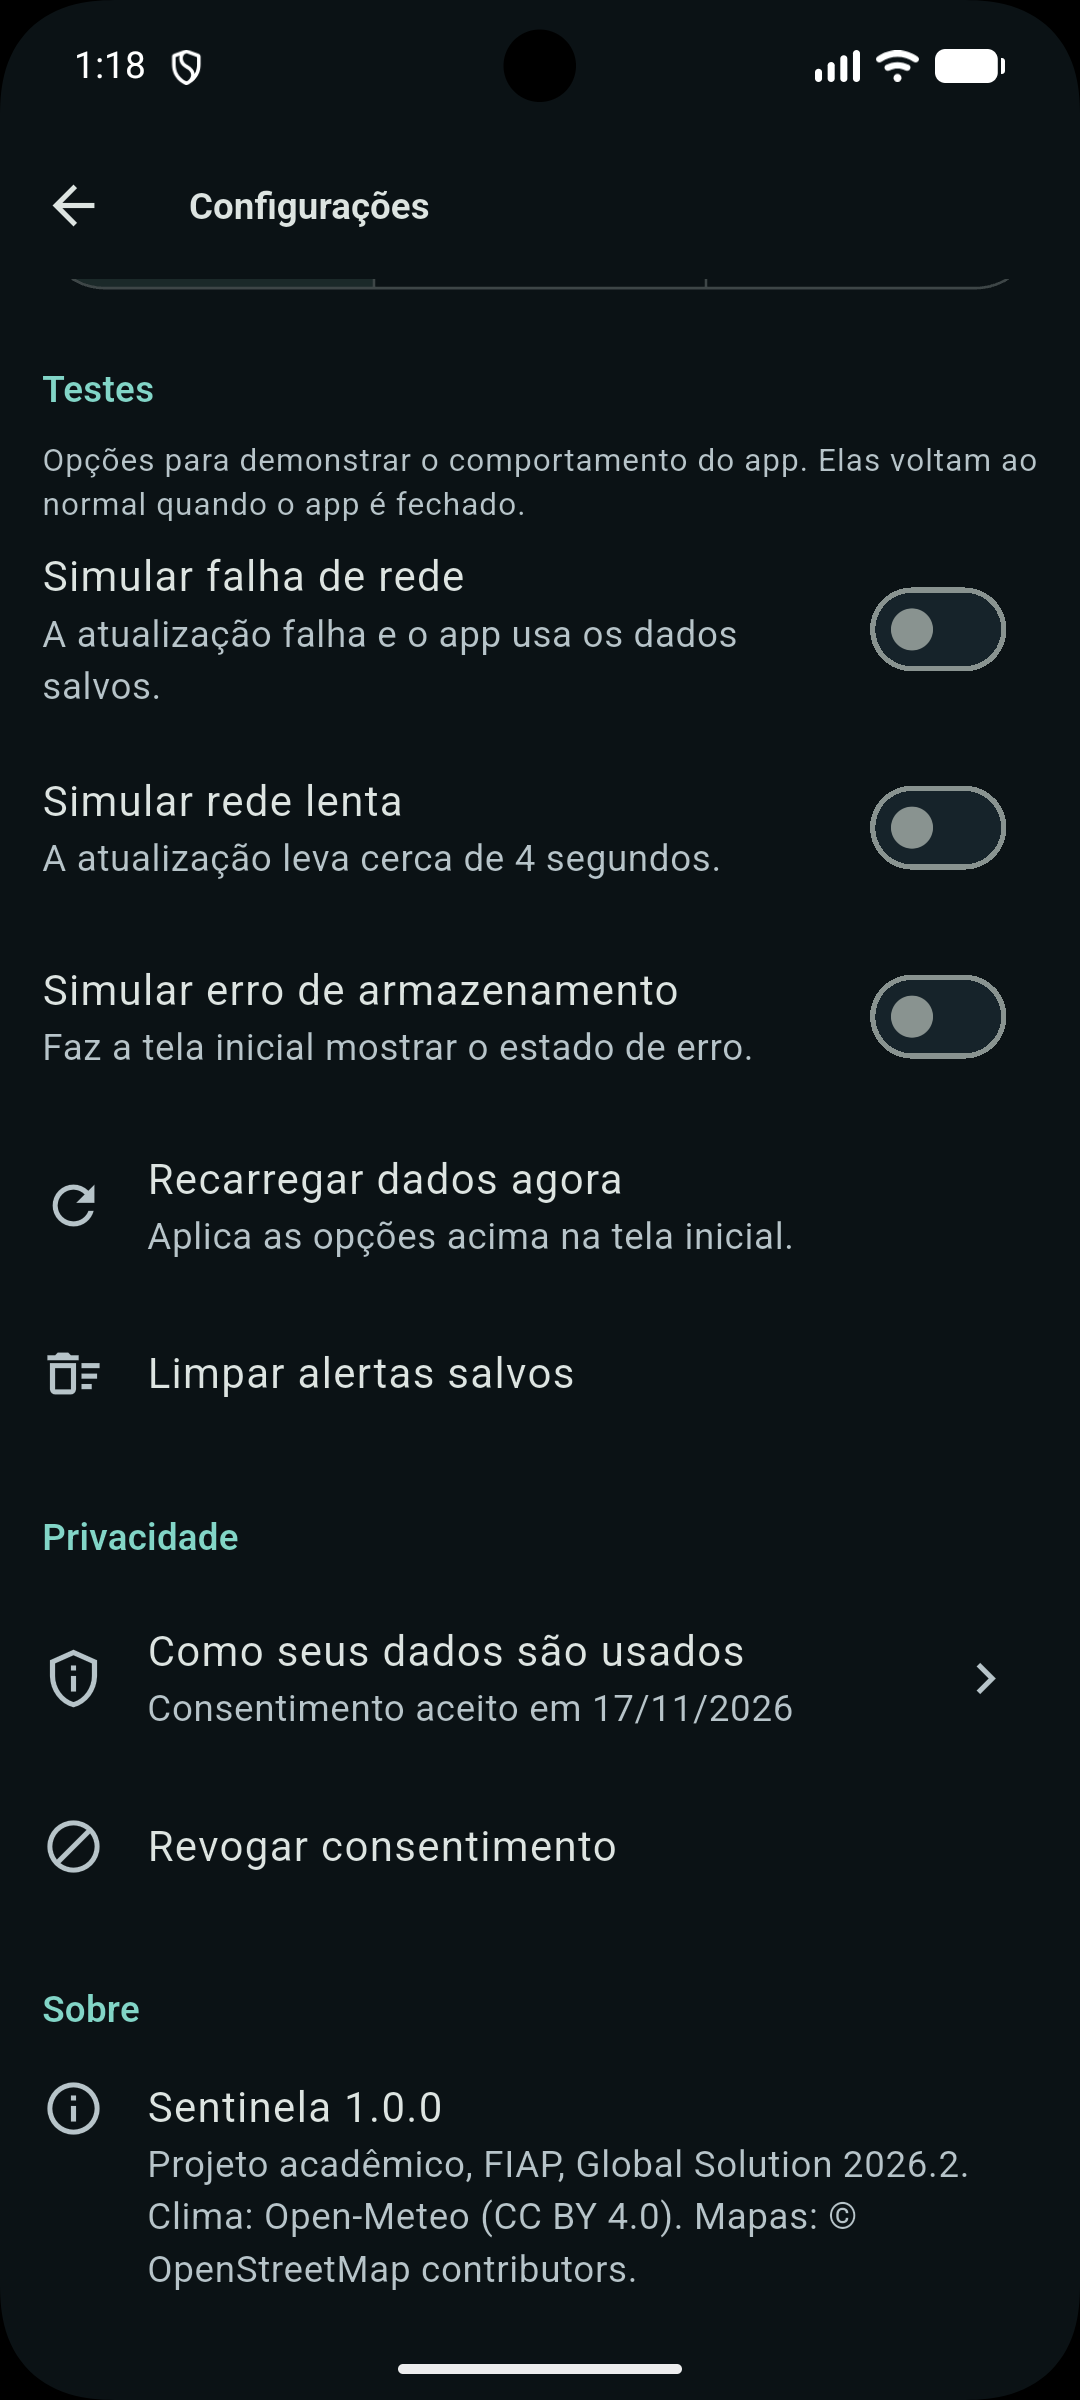 1:18
Configurações
Testes
Opções para demonstrar o comportamento do app. Elas voltam ao
normal quando o app é fechado.
Simular falha de rede
A atualização falha e o app usa os dados
salvos.
Simular rede lenta
A atualização leva cerca de 4 segundos.
Simular erro de armazenamento
Faz a tela inicial mostrar o estado de erro.
Recarregar dados agora
Aplica as opções acima na tela inicial.
Limpar alertas salvos
Privacidade
Como seus dados são usados
Consentimento aceito em 17/11/2026
Revogar consentimento
Sobre
Sentinela 1.0.0
Projeto acadêmico, FIAP, Global Solution 2026.2.
Clima: Open-Meteo (CC BY 4.0). Mapas: ©
OpenStreetMap contributors.